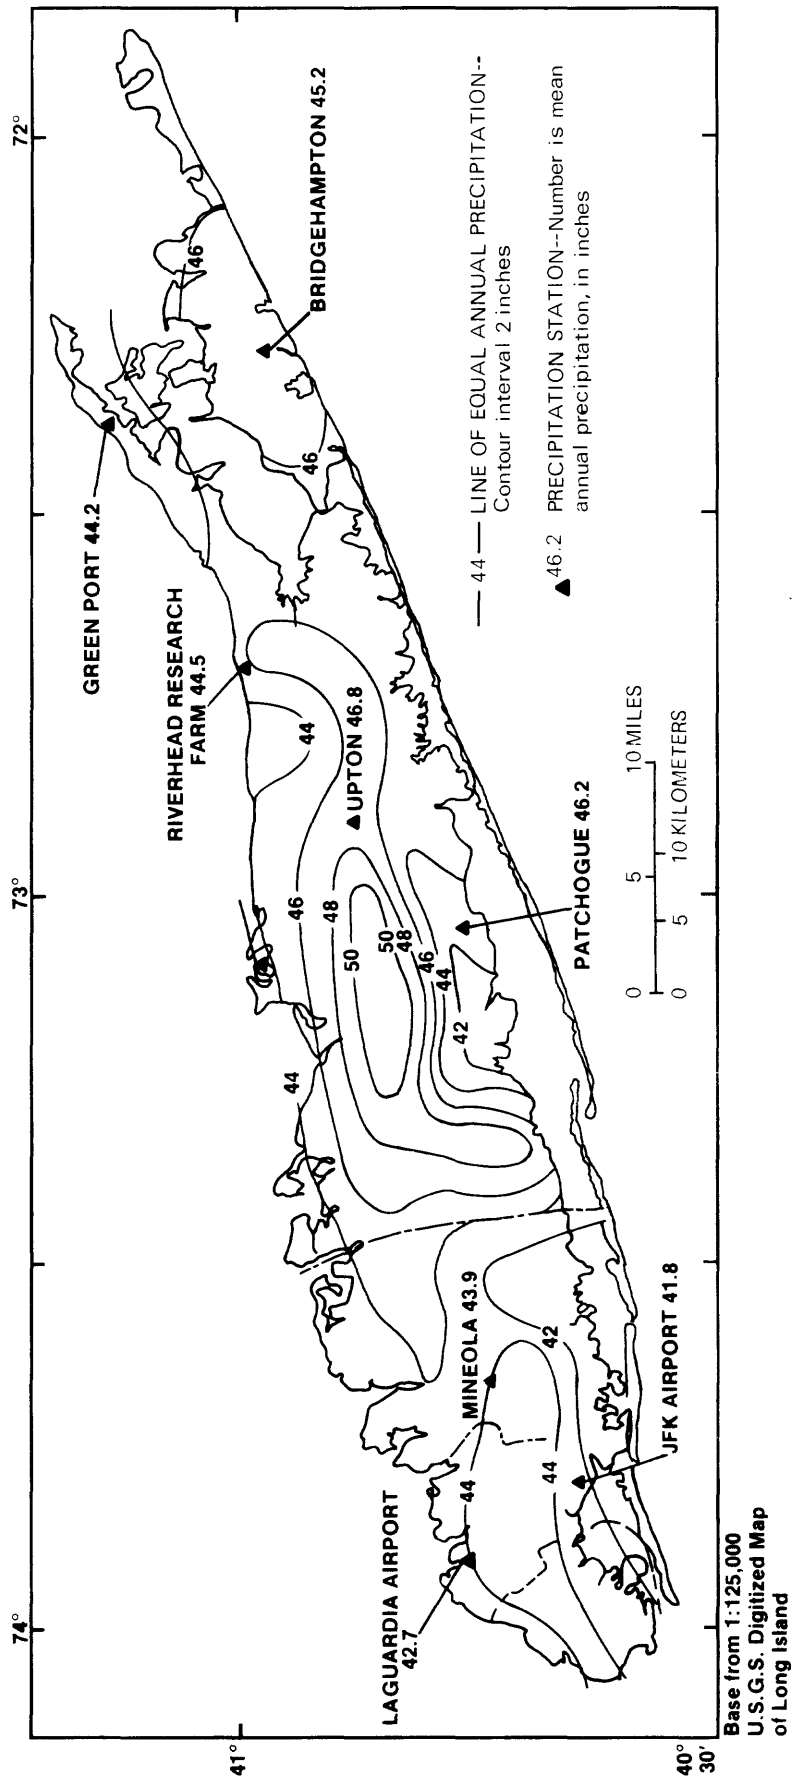 74°
73°
72°
41°
40°
30'
GREEN PORT 44.2
RIVERHEAD RESEARCH
FARM 44.5
UPTON 46.8
BRIDGEHAMPTON 45.2
LAGUARDIA AIRPORT
42.7
MINEOLA 43.9
JFK AIRPORT 41.8
PATCHOGUE 46.2
44
44
42
44
46
48
50
50
48
46
44
42
44
46
46
0 5 10 MILES
0 5 10 KILOMETERS
44 LINE OF EQUAL ANNUAL PRECIPITATION--
Contour interval 2 inches
46.2 PRECIPITATION STATION--Number is mean
annual precipitation, in inches
Base from 1:125,000
U.S.G.S. Digitized Map
of Long Island